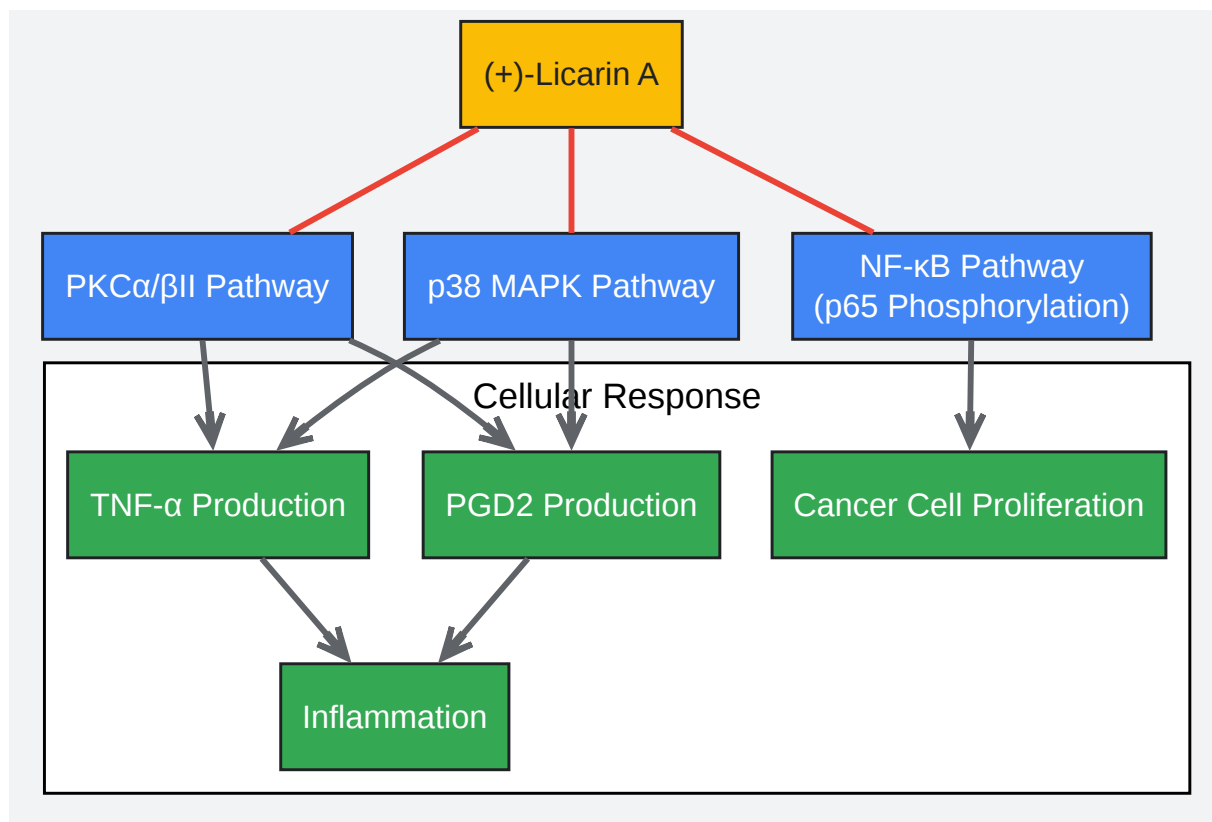 (+)-Licarin A
PKCα/βII Pathway
p38 MAPK Pathway
NF-κB Pathway
(p65 Phosphorylation)
Cellular Response
TNF-α Production
PGD2 Production
Cancer Cell Proliferation
Inflammation